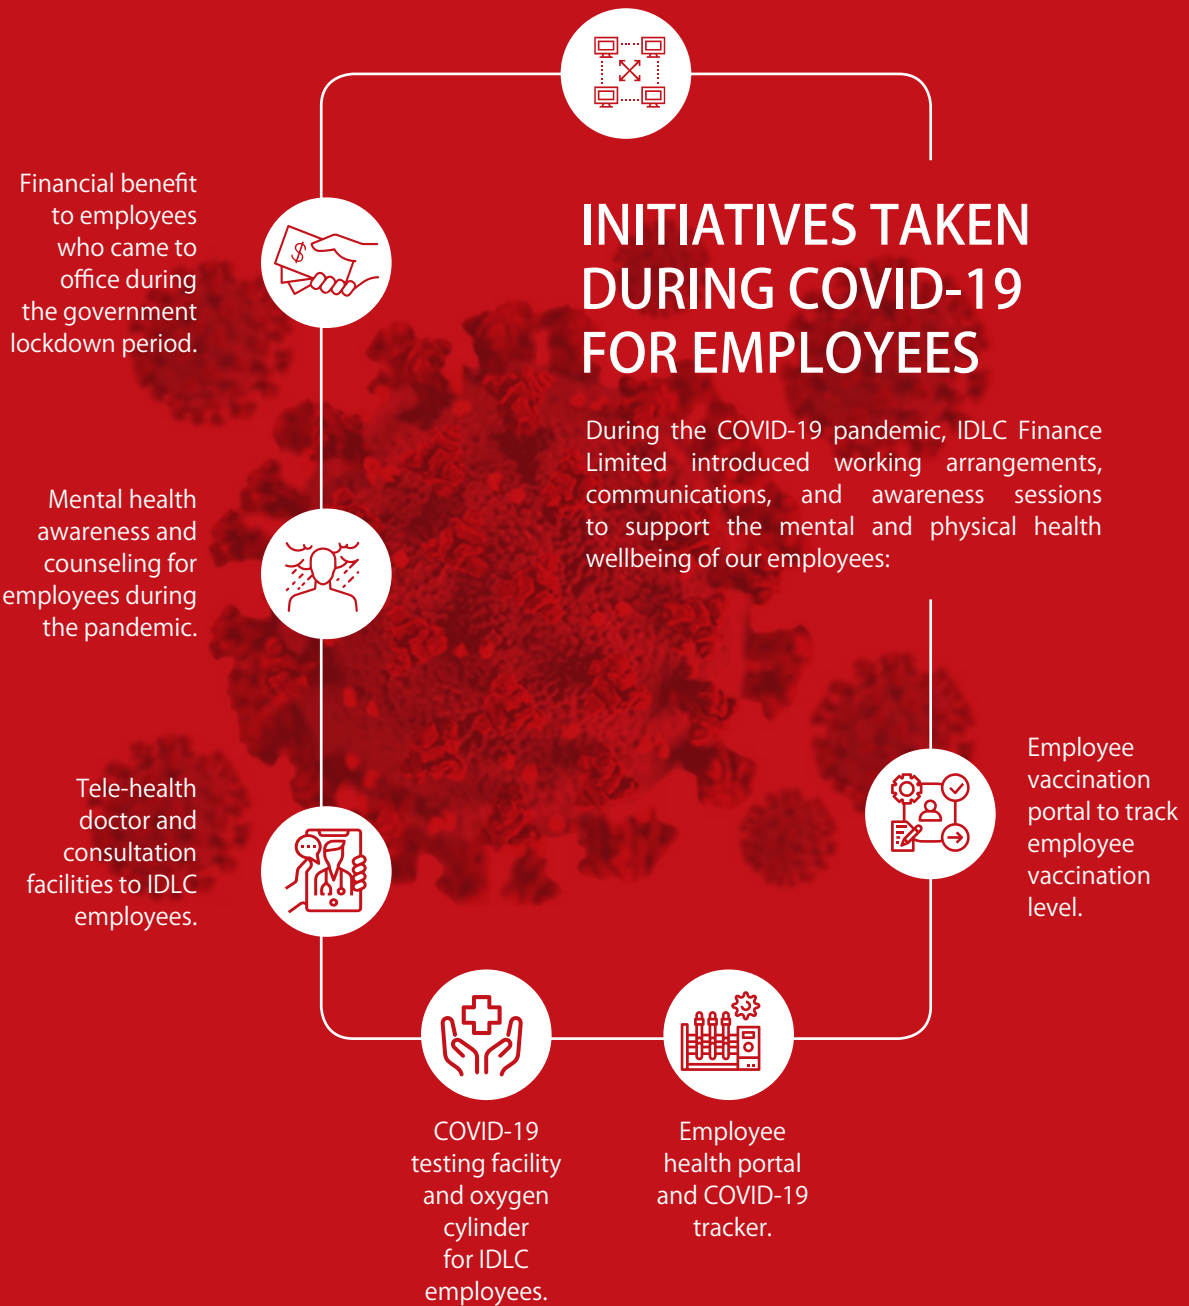 INITIATIVES TAKEN
DURING COVID-19
FOR EMPLOYEES
During the COVID-19 pandemic, IDLC Finance
Limited introduced working arrangements,
communications, and awareness sessions
to support the mental and physical health
wellbeing of our employees:
Financial benefit
to employees
who came to
office during
the government
lockdown period.
$
Mental health
awareness and
counseling for
employees during
the pandemic.
Tele-health
doctor and
consultation
facilities to IDLC
employees.
COVID-19
testing facility
and oxygen
cylinder
for IDLC
employees.
Employee
health portal
and COVID-19
tracker.
Employee
vaccination
portal to track
employee
vaccination
level.